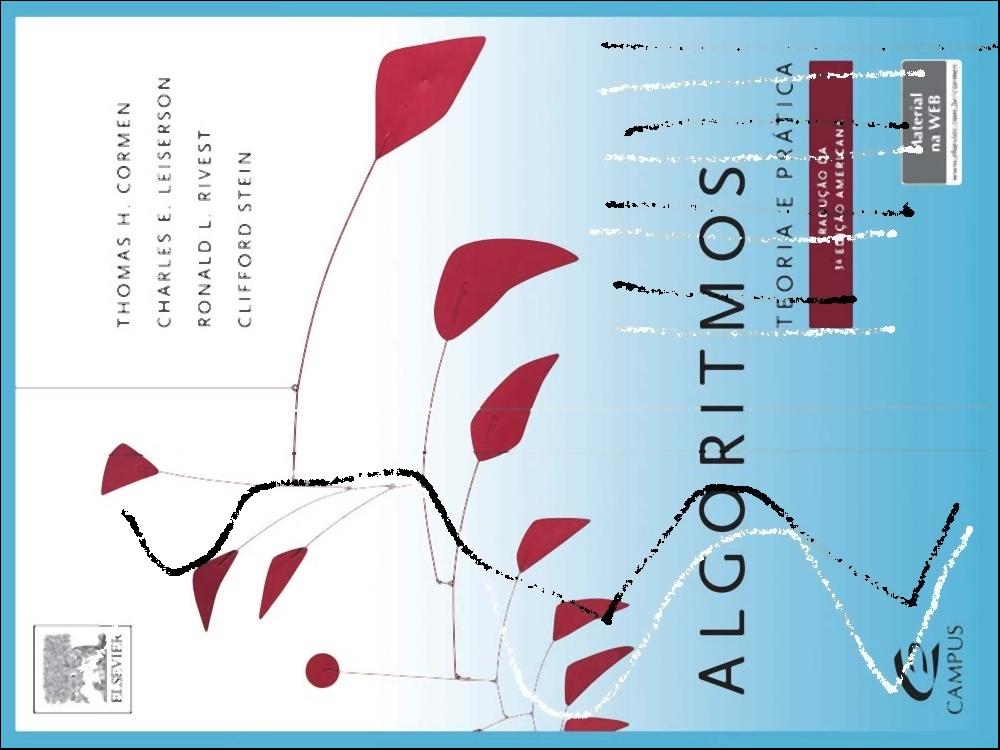 THOMAS H. CORMEN
CHARLES E. LEISERSON
RONALD L. RIVEST
CLIFFORD STEIN
ALGORITMOS
TEORIA E PRÁTICA
TRADUÇÃO DA
3ª EDIÇÃO AMERICANA
Material
na WEB
ELSEVIER
CAMPUS